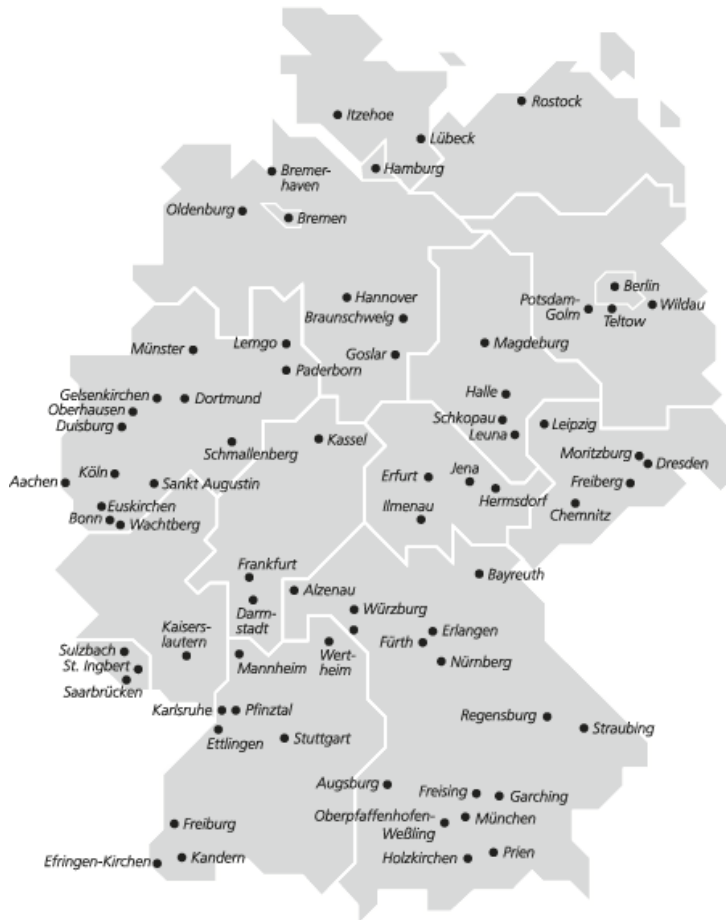 Rostock
Itzehoe
Lübeck
Hamburg
Bremer-
haven
Oldenburg
Bremen
Berlin
Hannover
Potsdam-
Golm
Wildau
Teltow
Braunschweig
Lemgo
Magdeburg
Münster
Goslar
Paderborn
Halle
Gelsenkirchen
Dortmund
Oberhausen
Duisburg
Schkopau
Leipzig
Leuna
Kassel
Schmallenberg
Moritzburg
Dresden
Köln
Erfurt
Jena
Aachen
Sankt Augustin
Freiberg
Hermsdorf
Euskirchen
Ilmenau
Chemnitz
Bonn
Wachtberg
Frankfurt
Bayreuth
Alzenau
Darm-
stadt
Würzburg
Kaisers-
lautern
Erlangen
Fürth
Wert-
heim
Sulzbach
St. Ingbert
Mannheim
Nürnberg
Saarbrücken
Karlsruhe
Pfinztal
Regensburg
Straubing
Ettlingen
Stuttgart
Augsburg
Freising
Garching
Oberpfaffenhofen-
Weßling
München
Freiburg
Prien
Efringen-Kirchen
Kandern
Holzkirchen